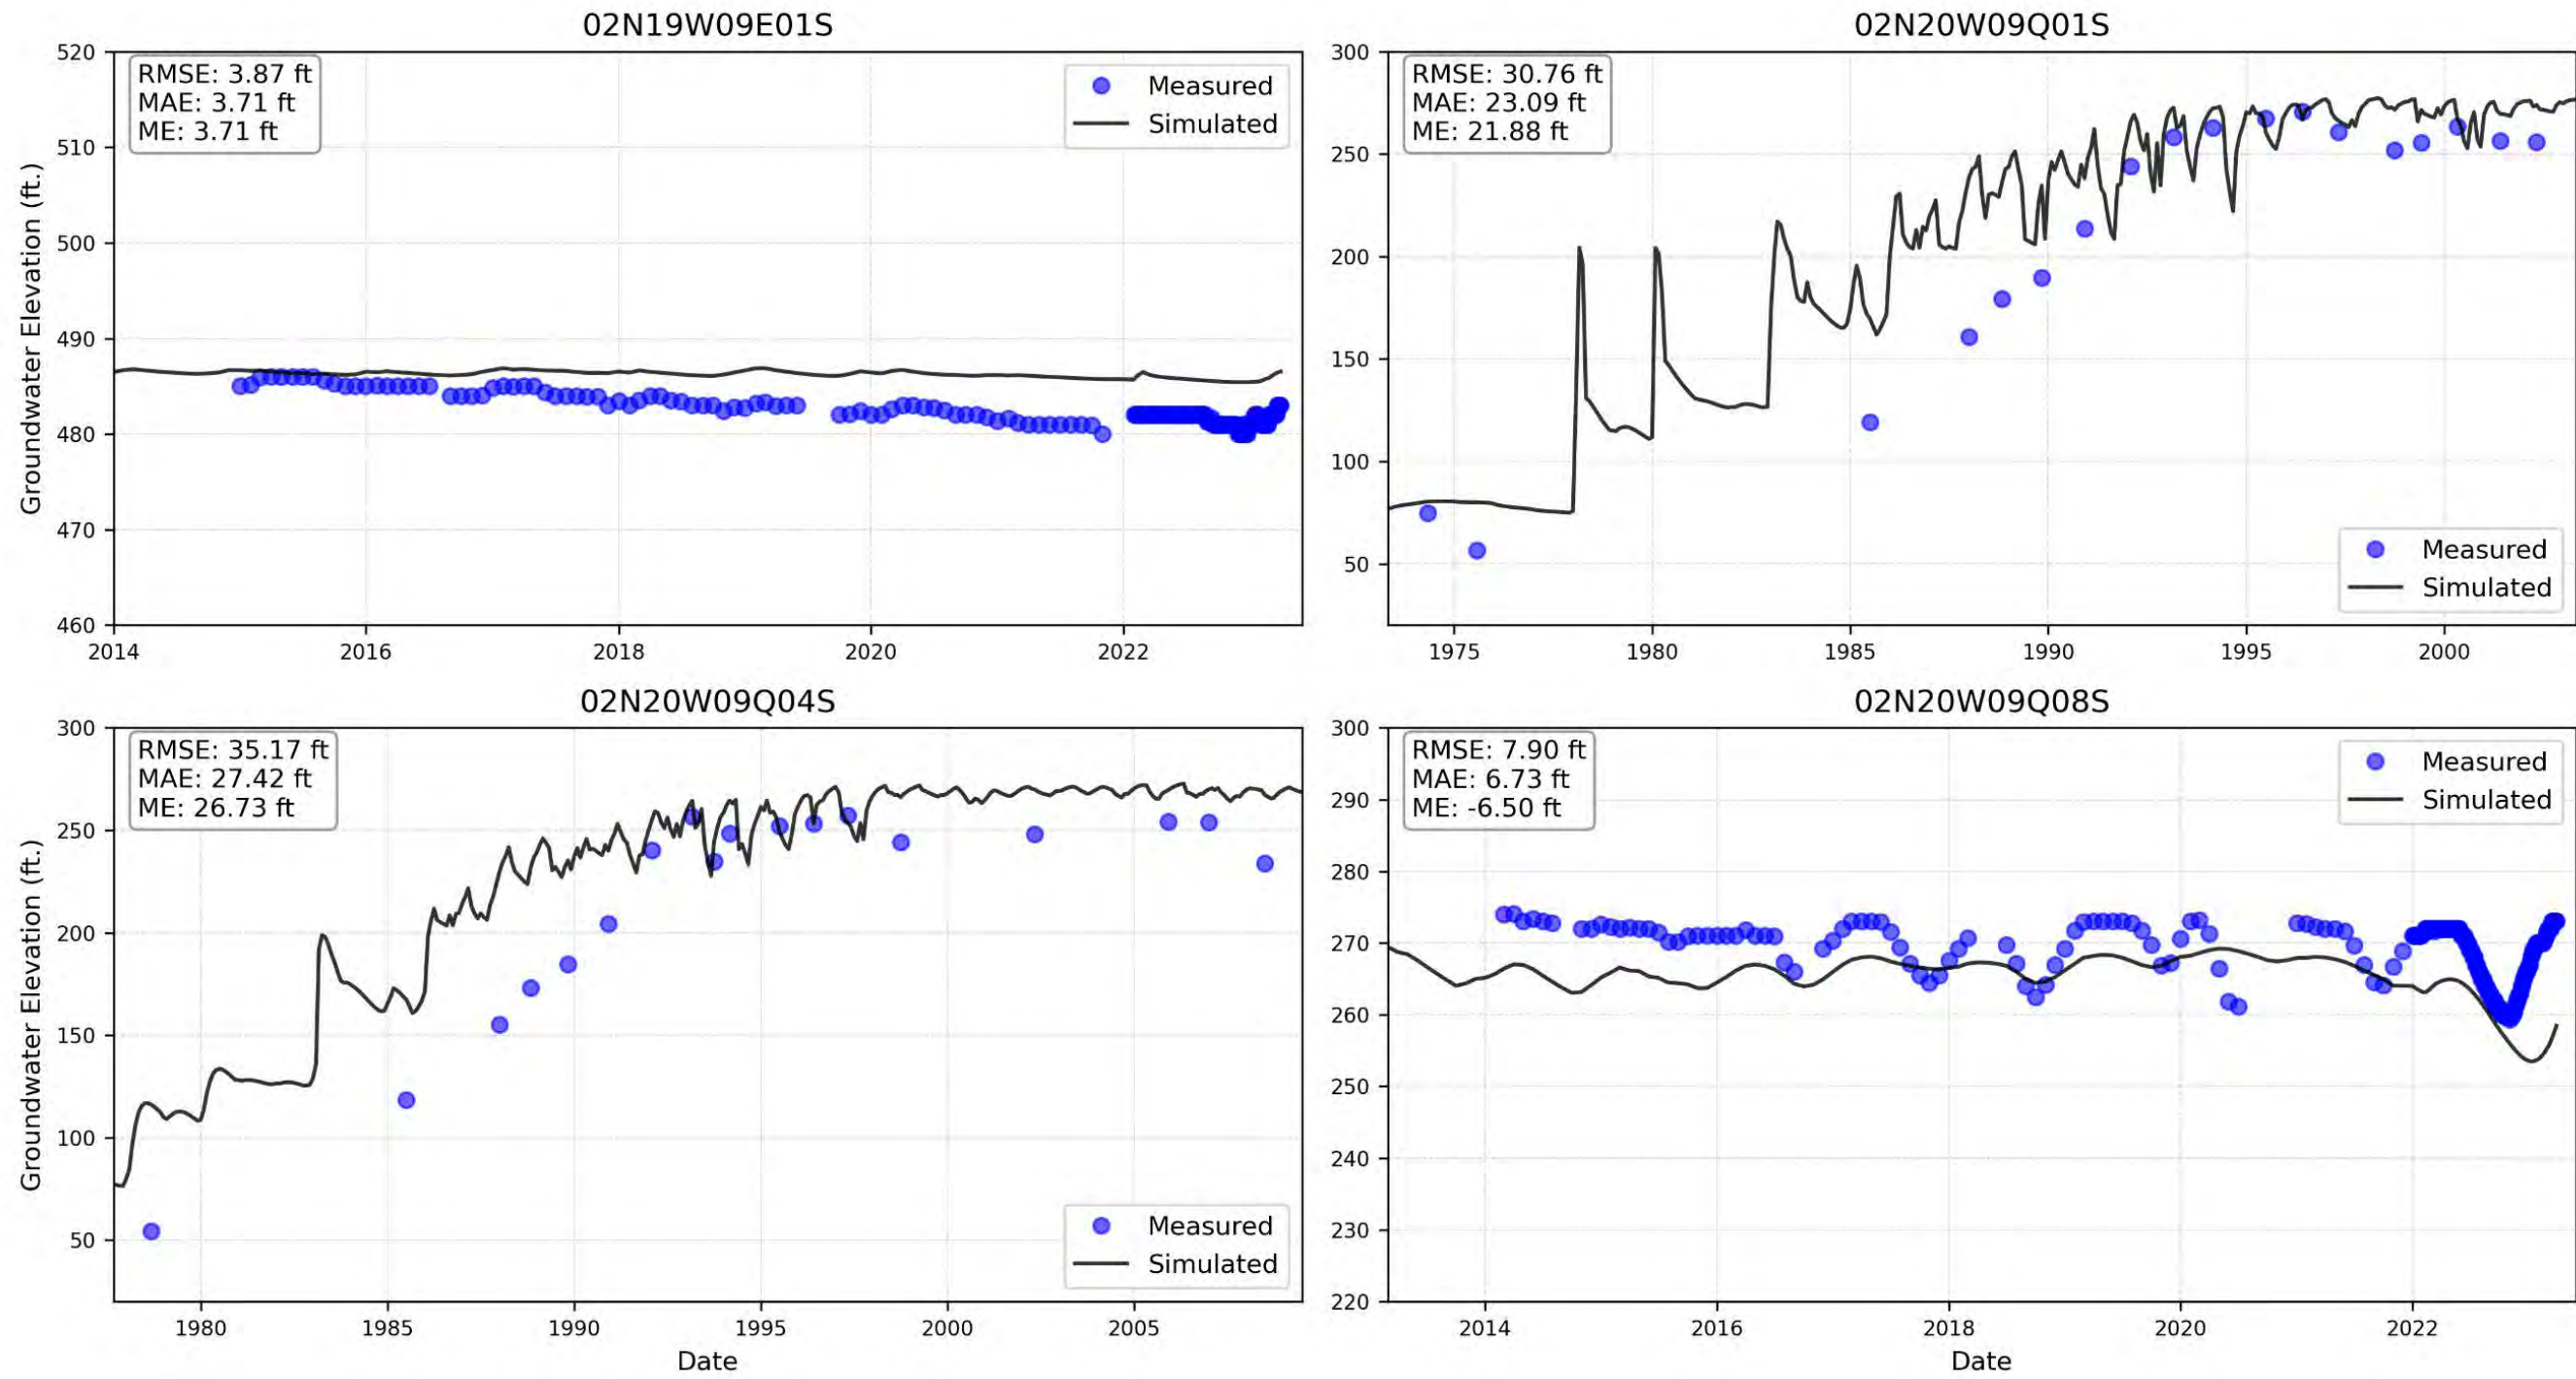 02N19W09E01S
Groundwater Elevation (ft.)
520
510
500
490
480
470
460
RMSE: 3.87 ft
MAE: 3.71 ft
ME: 3.71 ft
Measured
Simulated
2014 2016 2018 2020 2022
02N20W09Q01S
300
250
200
150
100
50
RMSE: 30.76 ft
MAE: 23.09 ft
ME: 21.88 ft
Measured
Simulated
1975 1980 1985 1990 1995 2000
02N20W09Q04S
Groundwater Elevation (ft.)
300
250
200
150
100
50
RMSE: 35.17 ft
MAE: 27.42 ft
ME: 26.73 ft
Measured
Simulated
1980 1985 1990 1995 2000 2005
Date
02N20W09Q08S
300
290
280
270
260
250
240
230
220
RMSE: 7.90 ft
MAE: 6.73 ft
ME: -6.50 ft
Measured
Simulated
2014 2016 2018 2020 2022
Date